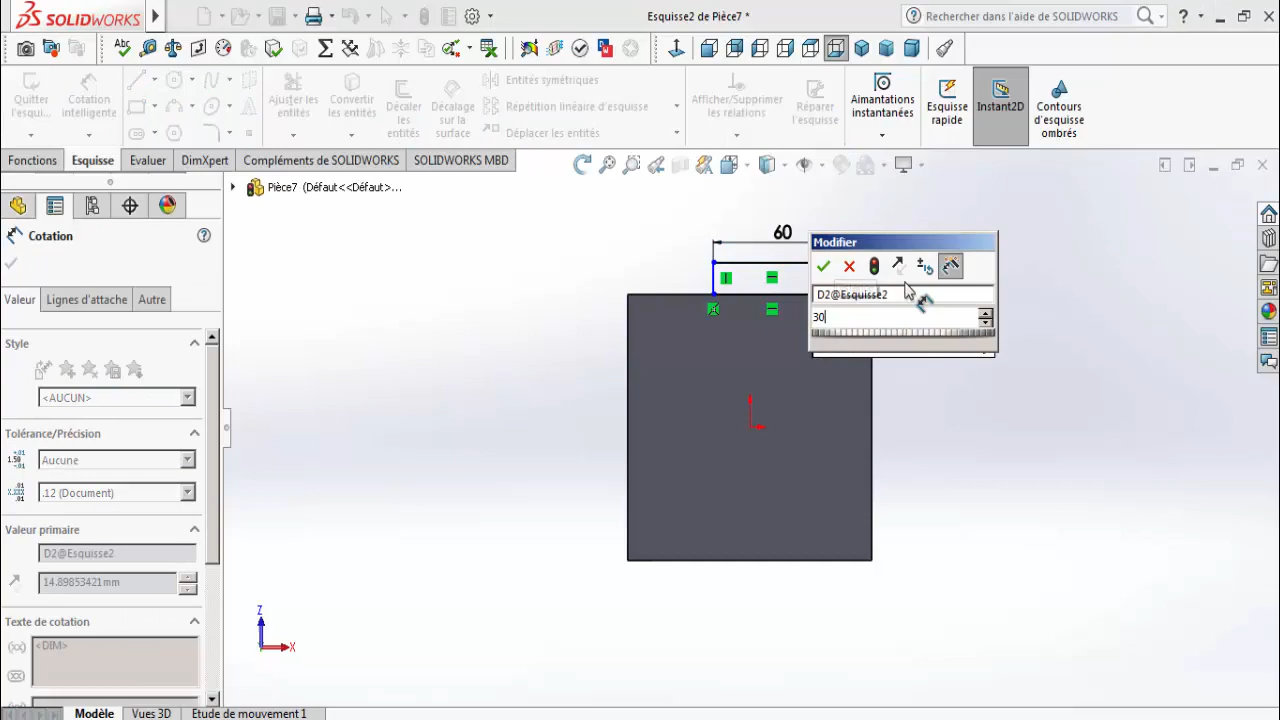 SOLIDWORKS
Esquisse2 de Pièce7 *
Rechercher dans l'aide de SOLIDWORKS
?
Quitter l'esqui...
Cotation intelligente
Ajuster les entités
Convertir les entités
Décaler les entités
Décalage sur la surface
Entités symétriques
Répétition linéaire d'esquisse
Déplacer les entités
Afficher/Supprimer les relations
Réparer l'esquisse
Aimantations instantanées
Esquisse rapide
Instant2D
Contours d'esquisse ombrés
Fonctions
Esquisse
Evaluer
DimXpert
Compléments de SOLIDWORKS
SOLIDWORKS MBD
Pièce7 (Défaut<<Défaut>...
Cotation
?
Valeur
Lignes d'attache
Autre
Style
<AUCUN>
Tolérance/Précision
Aucune
.12 (Document)
Valeur primaire
D2@Esquisse2
14.89853421mm
Texte de cotation
<DIM>
60
Modifier
D2@Esquisse2
30
Z
X
Modèle
Vues 3D
Etude de mouvement 1